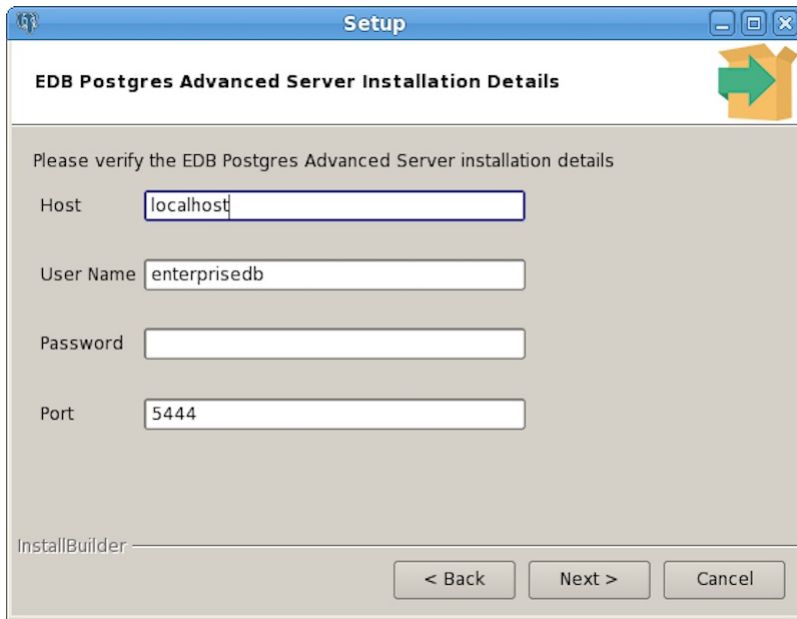 Setup
EDB Postgres Advanced Server Installation Details
Please verify the EDB Postgres Advanced Server installation details
Host localhost
User Name enterprisedb
Password
Port 5444
InstallBuilder
< Back Next > Cancel